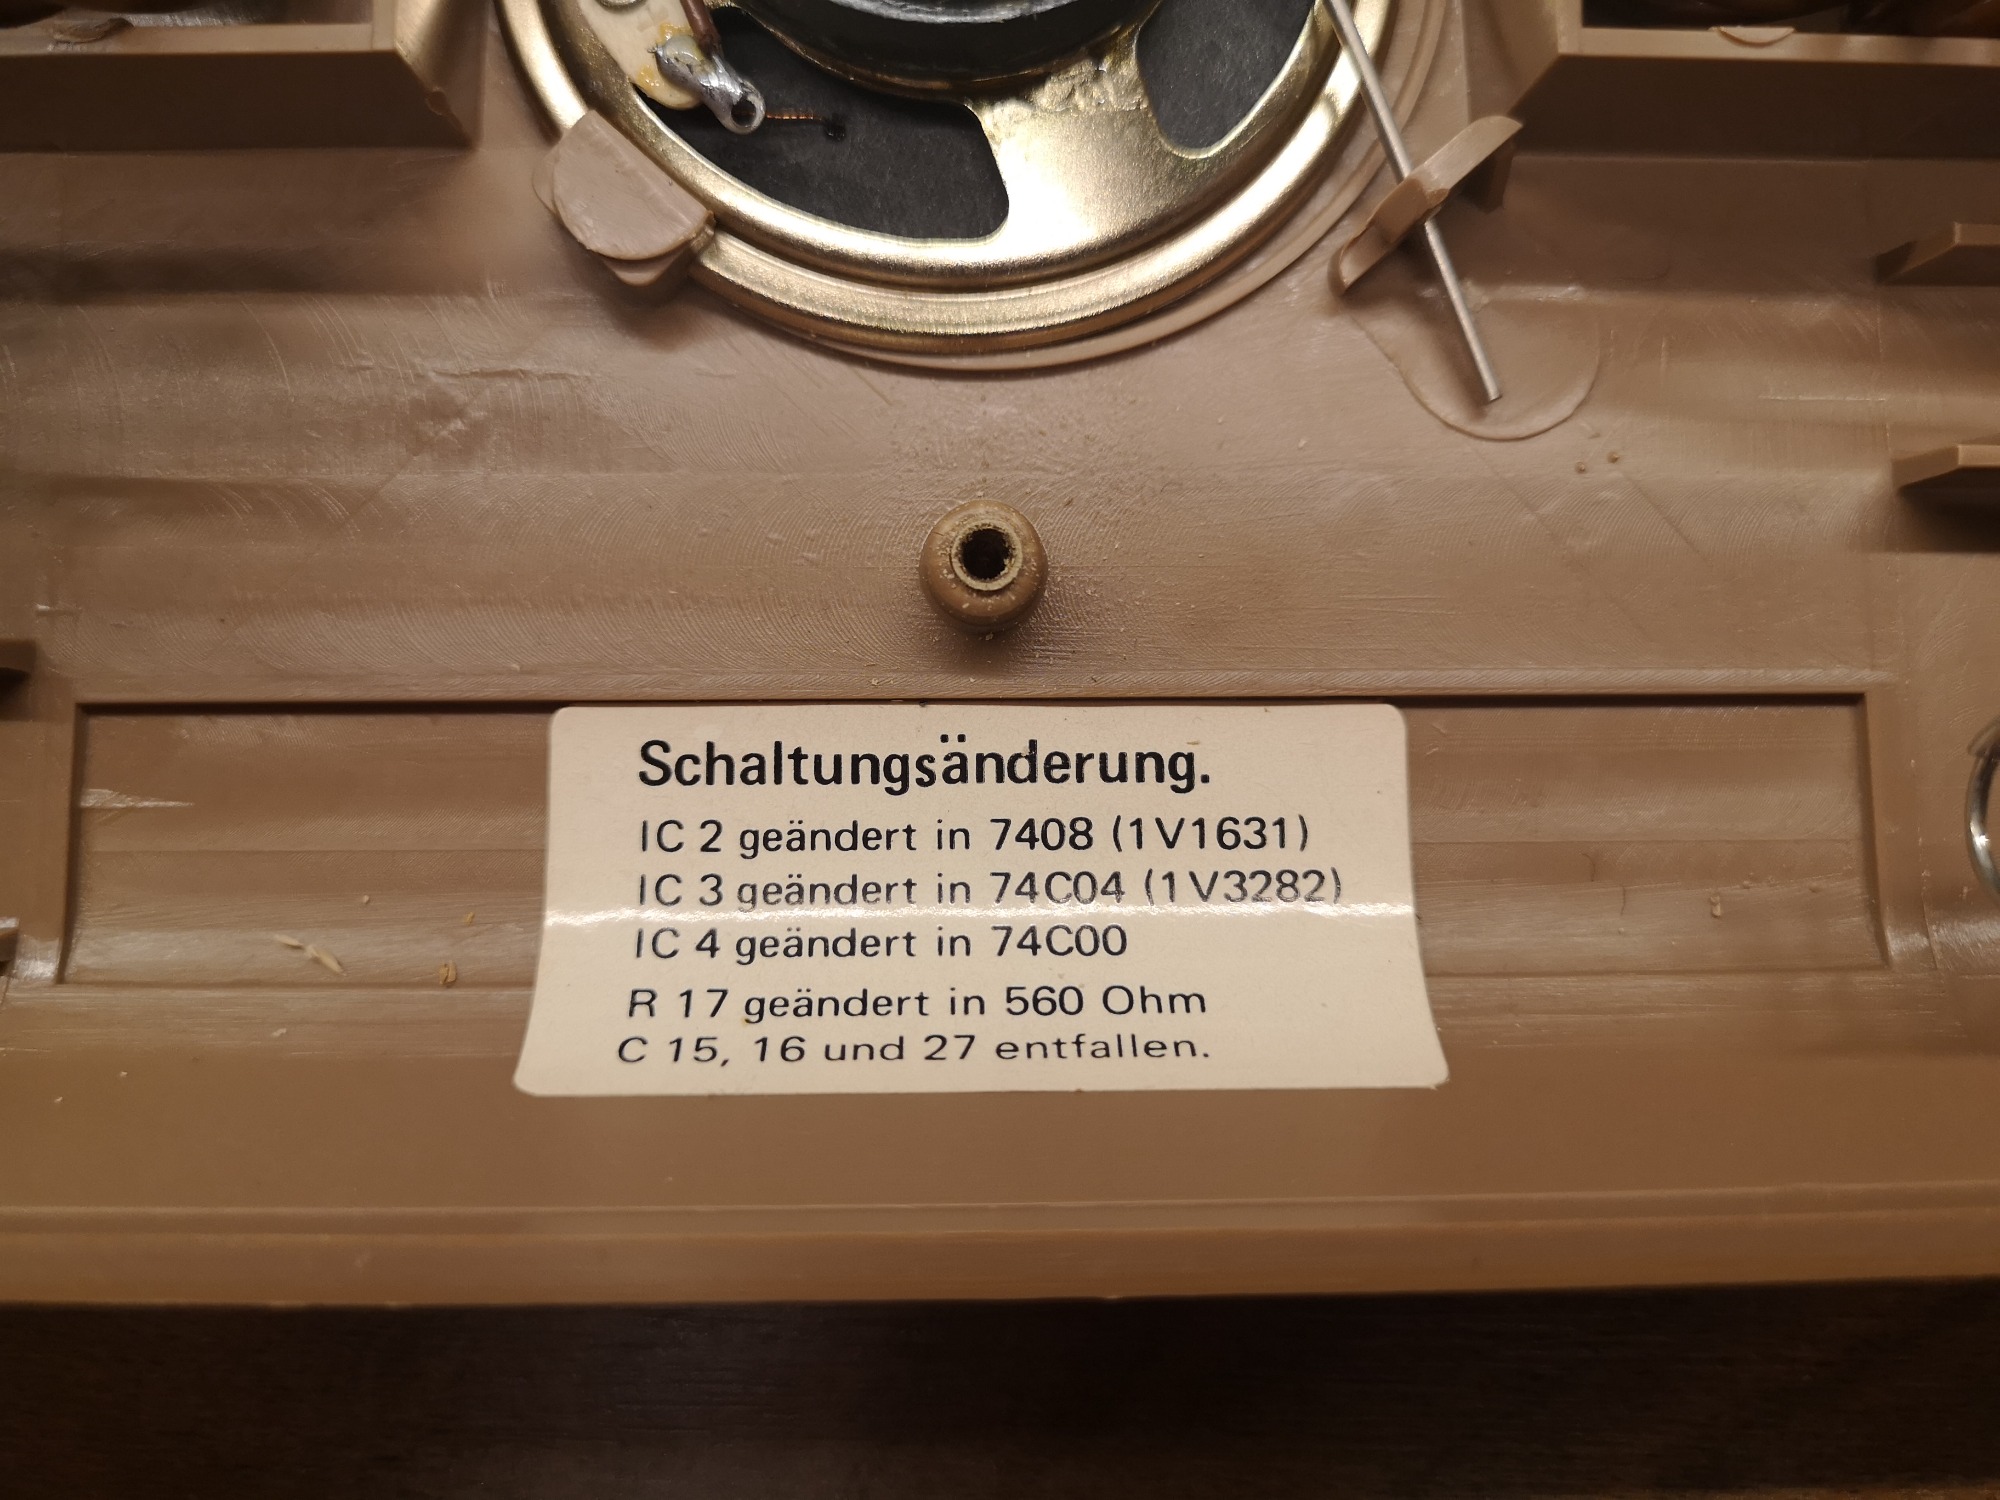 Schaltungsänderung.
IC 2 geändert in 7408 (1V1631)
IC 3 geändert in 74C04 (1V3282)
IC 4 geändert in 74C00
R 17 geändert in 560 Ohm
C 15, 16 und 27 entfallen.